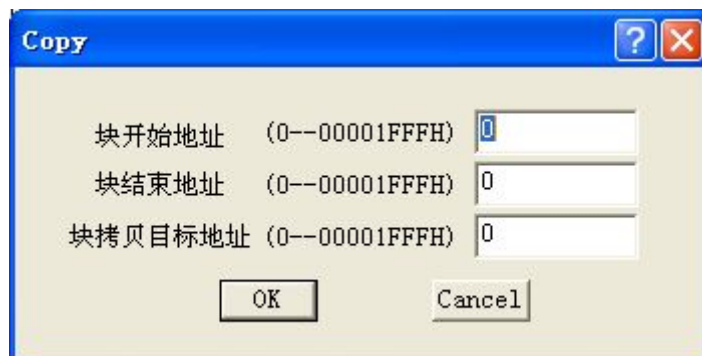 Copy
块开始地址 (0--00001FFFH) 0
块结束地址 (0--00001FFFH) 0
块拷贝目标地址 (0--00001FFFH) 0
OK Cancel